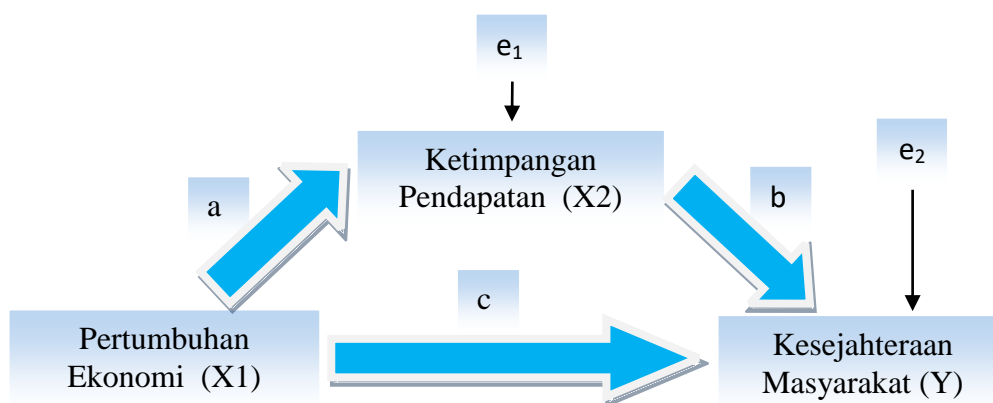 e₁
Ketimpangan
Pendapatan (X2)
e₂
a
b
c
Pertumbuhan
Ekonomi (X1)
Kesejahteraan
Masyarakat (Y)